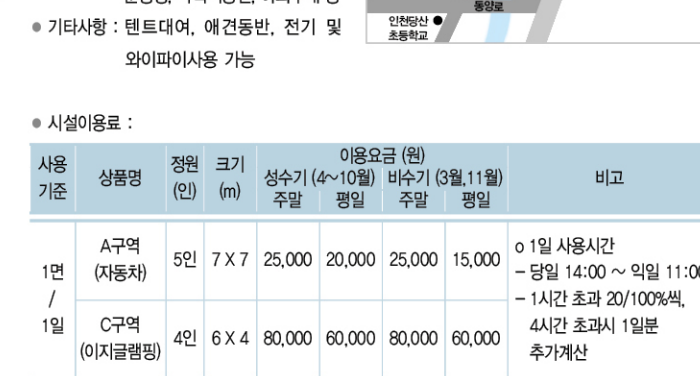 동양로
인천당산
초등학교
● 기타사항 : 텐트대여, 애견동반, 전기 및
와이파이사용 가능
● 시설이용료 :
사용 기준 상품명 정원 (인) 크기 (m) 이용요금 (원) 비고
성수기 (4~10월) 비수기 (3월,11월)
주말 평일 주말 평일
1면 / 1일
A구역 (자동차) 5인 7 X 7 25,000 20,000 25,000 15,000
C구역 (이지글램핑) 4인 6 X 4 80,000 60,000 80,000 60,000
o 1일 사용시간
- 당일 14:00 ~ 익일 11:00
- 1시간 초과 20/100%씩,
4시간 초과시 1일분
추가계산